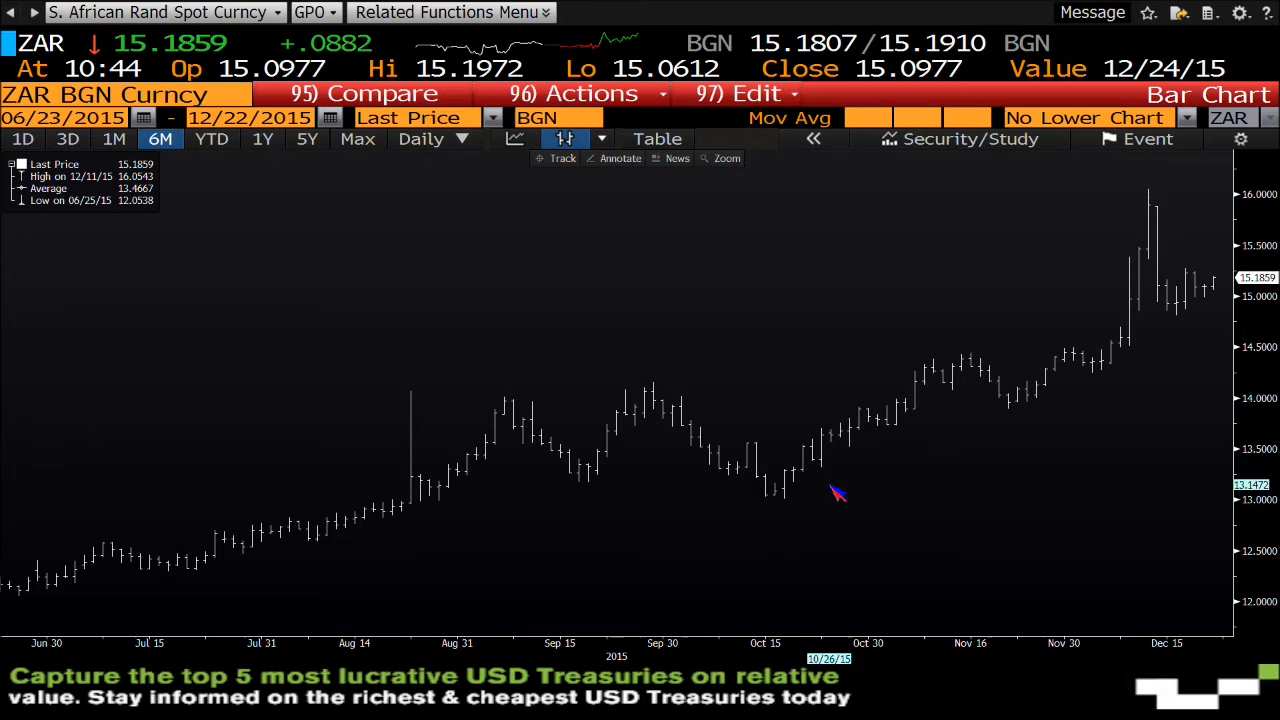 S. African Rand Spot Curncy GPO Related Functions Menu Message
ZAR 15.1859 +.0882 BGN 15.1807/15.1910 BGN
At 10:44 Op 15.0977 Hi 15.1972 Lo 15.0612 Close 15.0977 Value 12/24/15
ZAR BGN Curncy 95) Compare 96) Actions 97) Edit Bar Chart
06/23/2015 - 12/22/2015 Last Price BGN Mov Avg No Lower Chart ZAR
1D 3D 1M 6M YTD 1Y 5Y Max Daily Table Security/Study Event
Track Annotate News Zoom
Last Price 15.1859
High on 12/11/15 16.0543
Average 13.4667
Low on 06/25/15 12.0538
16.0000
15.5000
15.1859
15.0000
14.5000
14.0000
13.5000
13.1472
13.0000
12.5000
12.0000
Jun 30 Jul 15 Jul 31 Aug 14 Aug 31 Sep 15 Sep 30 Oct 15 Oct 30 Nov 16 Nov 30 Dec 15
2015 10/26/15
Capture the top 5 most lucrative USD Treasuries on relative
value. Stay informed on the richest & cheapest USD Treasuries today